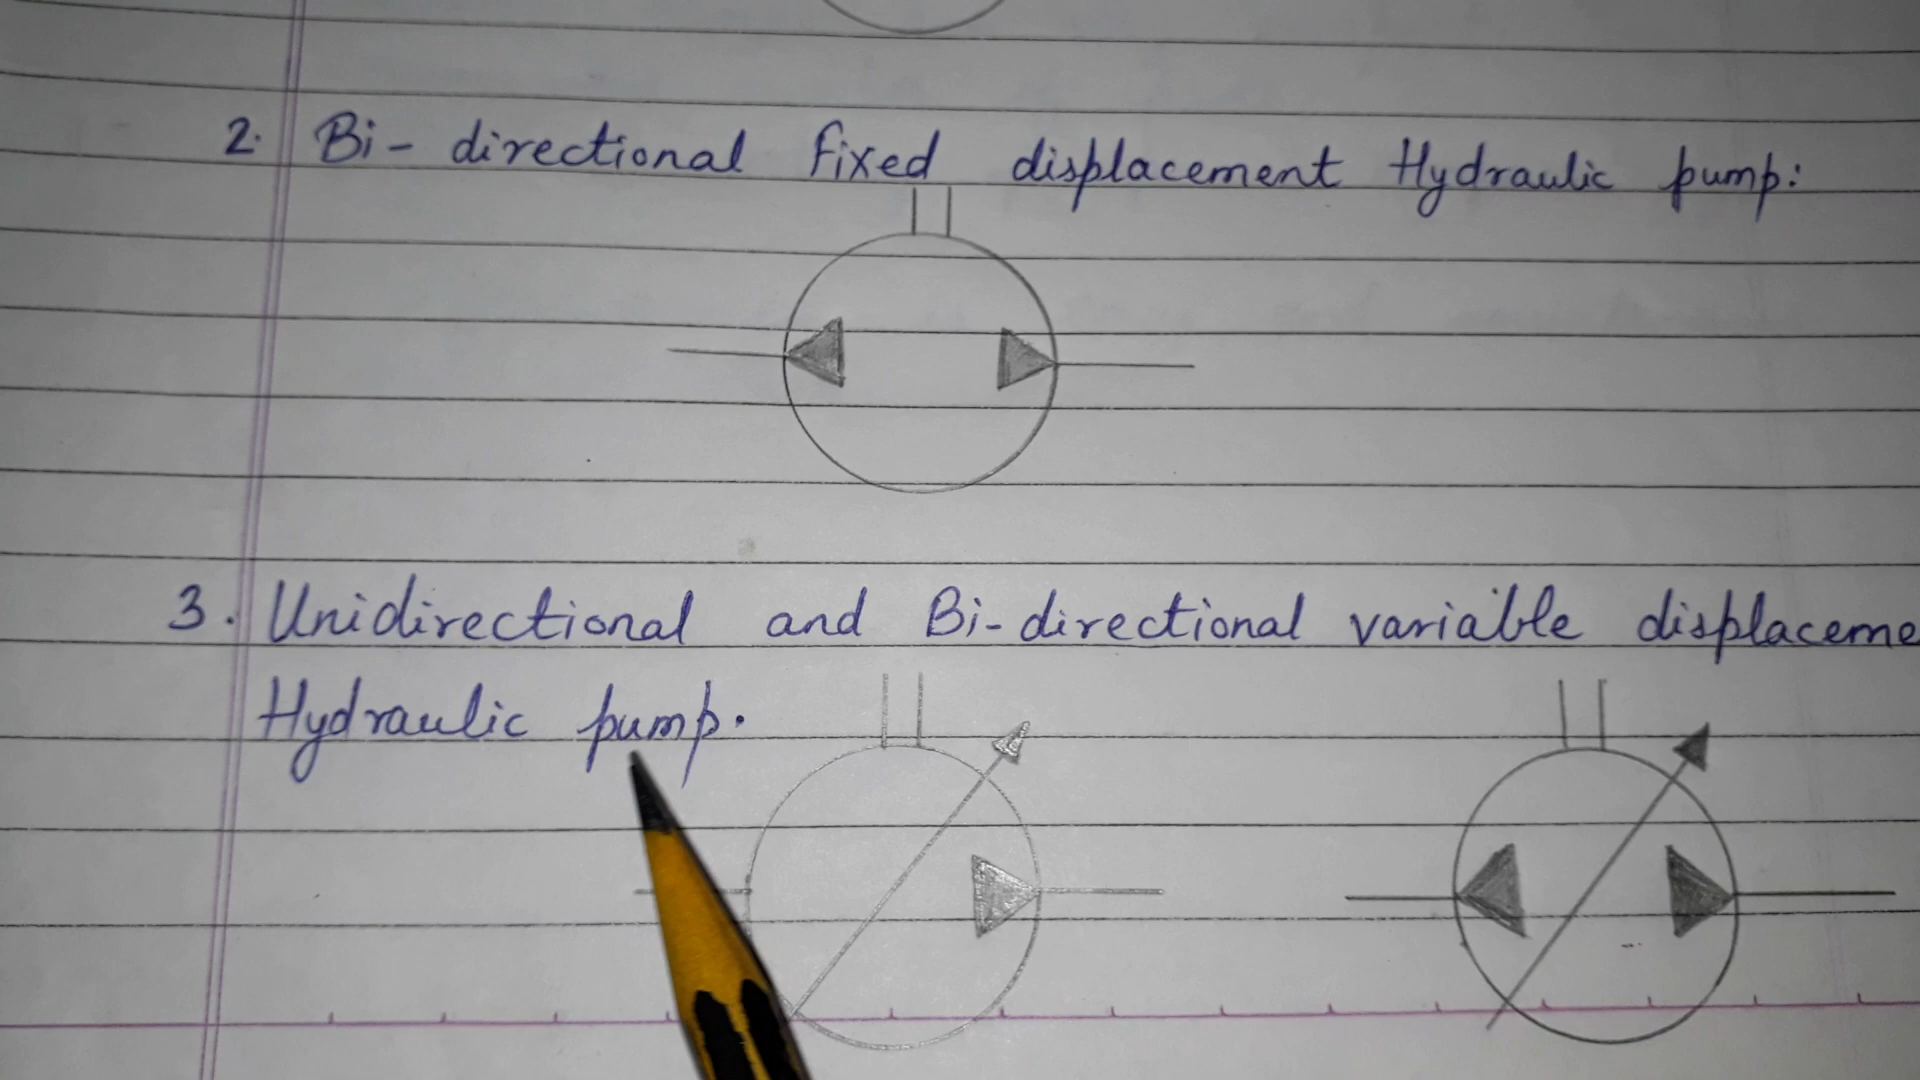 2. Bi-directional fixed displacement Hydraulic pump:
3. Unidirectional and Bi-directional variable displaceme
Hydraulic pump.